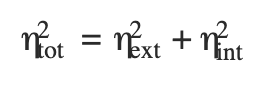 η²tot = η²ext + η²int